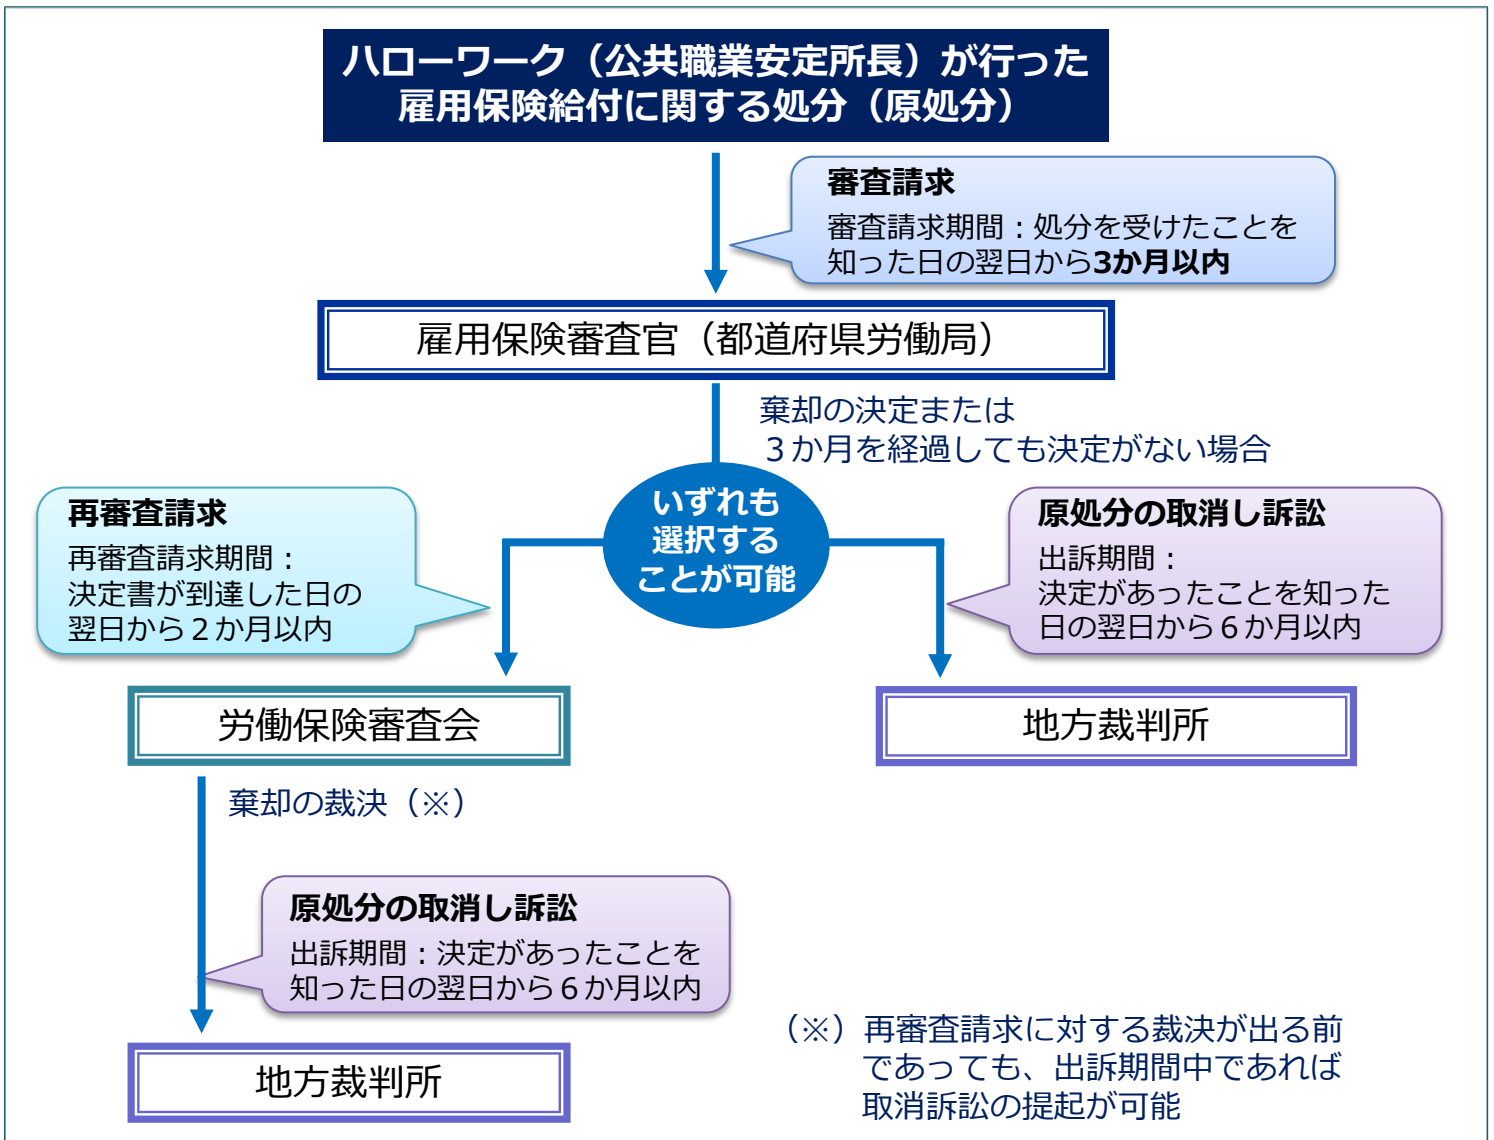 ハローワーク（公共職業安定所長）が行った
雇用保険給付に関する処分（原処分）
審査請求
審査請求期間：処分を受けたことを
知った日の翌日から3か月以内
雇用保険審査官（都道府県労働局）
棄却の決定または
３か月を経過しても決定がない場合
いずれも
選択する
ことが可能
再審査請求
再審査請求期間：
決定書が到達した日の
翌日から２か月以内
原処分の取消し訴訟
出訴期間：
決定があったことを知った
日の翌日から６か月以内
労働保険審査会
地方裁判所
棄却の裁決（※）
原処分の取消し訴訟
出訴期間：決定があったことを
知った日の翌日から６か月以内
地方裁判所
（※）再審査請求に対する裁決が出る前
であっても、出訴期間中であれば
取消訴訟の提起が可能